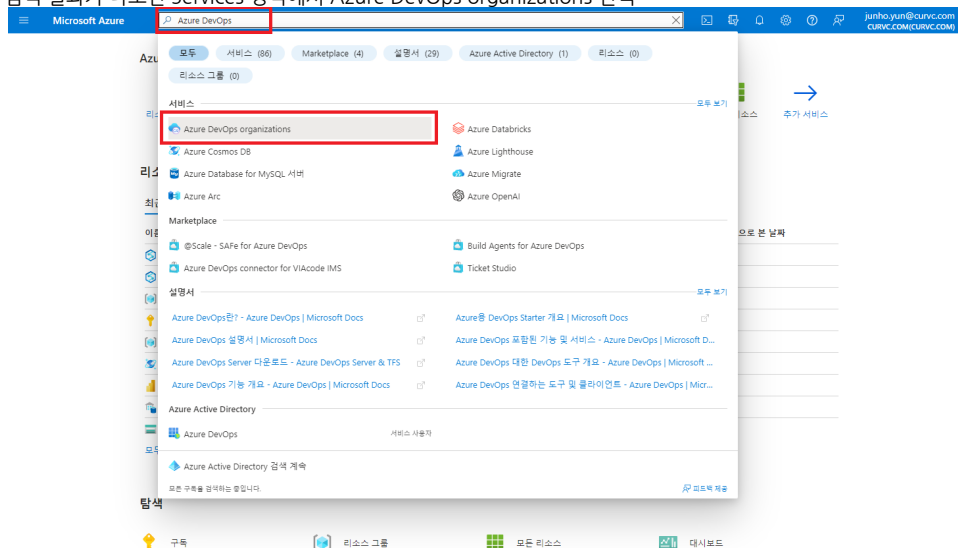 Services 영역에서 Azure DevOps organizations 선택
Microsoft Azure
Azure DevOps
junho.yun@curvc.com
CURVC.COM(CURVC.COM)
모두
서비스 (86)
Marketplace (4)
설명서 (29)
Azure Active Directory (1)
리소스 (0)
리소스 그룹 (0)
서비스
모두 보기
추가 서비스
Azure DevOps organizations
Azure Databricks
Azure Cosmos DB
Azure Lighthouse
Azure Database for MySQL 서버
Azure Migrate
Azure Arc
Azure OpenAI
Marketplace
으로 본 날짜
@Scale - SAFe for Azure DevOps
Build Agents for Azure DevOps
Azure DevOps connector for VIAcode IMS
Ticket Studio
설명서
모두 보기
Azure DevOps란? - Azure DevOps | Microsoft Docs
Azure용 DevOps Starter 개요 | Microsoft Docs
Azure DevOps 설명서 | Microsoft Docs
Azure DevOps 포함된 기능 및 서비스 - Azure DevOps | Microsoft D...
Azure DevOps Server 다운로드 - Azure DevOps Server & TFS
Azure DevOps 대한 DevOps 도구 개요 - Azure DevOps | Microsoft ...
Azure DevOps 기능 개요 - Azure DevOps | Microsoft Docs
Azure DevOps 연결하는 도구 및 클라이언트 - Azure DevOps | Micr...
Azure Active Directory
Azure DevOps
서비스 사용자
Azure Active Directory 검색 계속
모든 구독을 검색하는 중입니다.
피드백 제공
탐색
구독
리소스 그룹
모든 리소스
대시보드